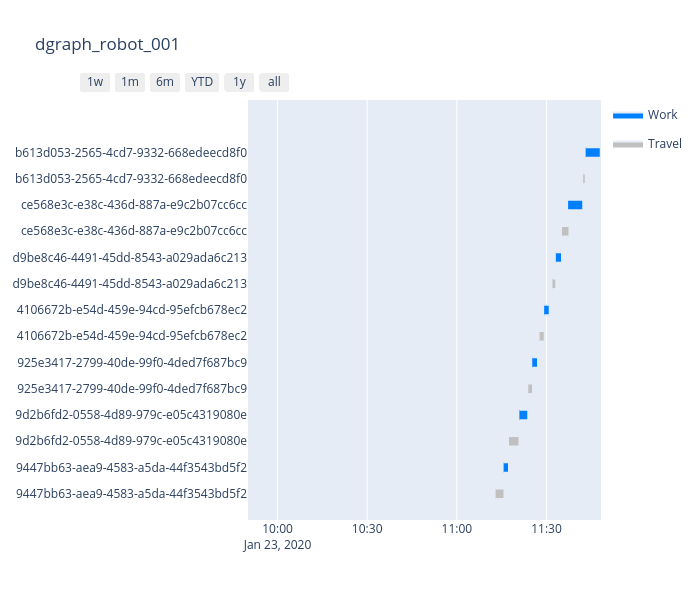 dgraph_robot_001
1w 1m 6m YTD 1y all
Work
Travel
b613d053-2565-4cd7-9332-668edeecd8f0
b613d053-2565-4cd7-9332-668edeecd8f0
ce568e3c-e38c-436d-887a-e9c2b07cc6cc
ce568e3c-e38c-436d-887a-e9c2b07cc6cc
d9be8c46-4491-45dd-8543-a029ada6c213
d9be8c46-4491-45dd-8543-a029ada6c213
4106672b-e54d-459e-94cd-95efcb678ec2
4106672b-e54d-459e-94cd-95efcb678ec2
925e3417-2799-40de-99f0-4ded7f687bc9
925e3417-2799-40de-99f0-4ded7f687bc9
9d2b6fd2-0558-4d89-979c-e05c4319080e
9d2b6fd2-0558-4d89-979c-e05c4319080e
9447bb63-aea9-4583-a5da-44f3543bd5f2
9447bb63-aea9-4583-a5da-44f3543bd5f2
10:00 10:30 11:00 11:30
Jan 23, 2020